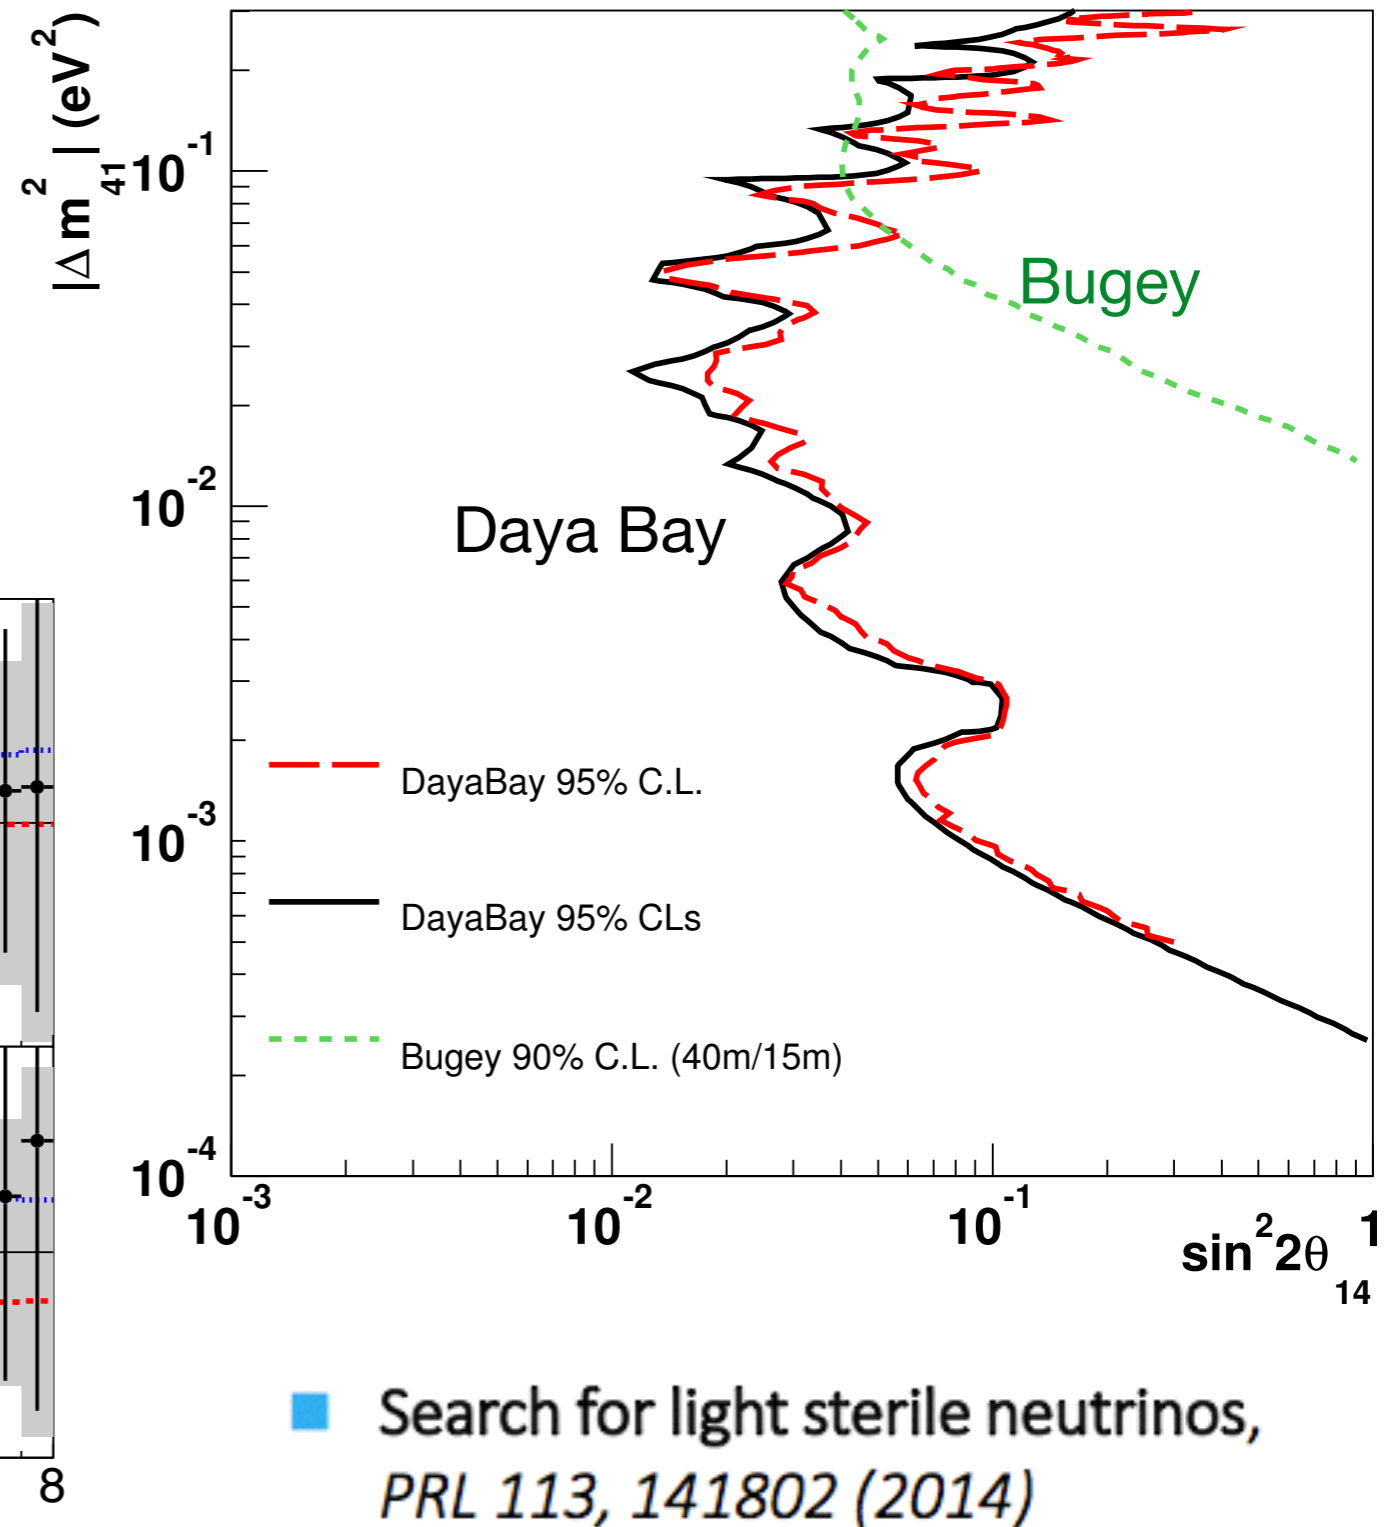 |Δm²₄₁| (eV²)
10⁻¹
Bugey
10⁻²
Daya Bay
DayaBay 95% C.L.
10⁻³
DayaBay 95% CLs
Bugey 90% C.L. (40m/15m)
10⁻⁴
10⁻³ 10⁻² 10⁻¹ 1
sin²2θ₁₄
8
Search for light sterile neutrinos,
PRL 113, 141802 (2014)